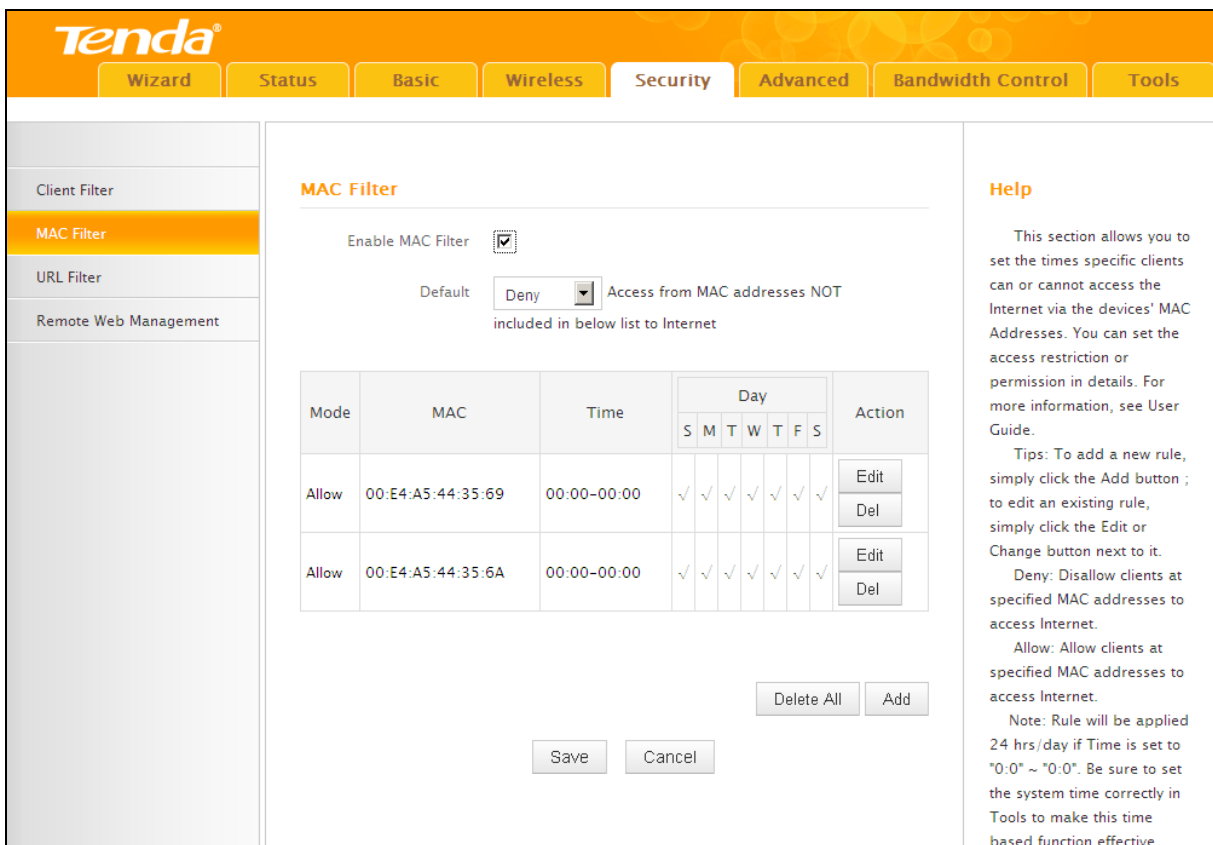 Tenda®
Wizard Status Basic Wireless Security Advanced Bandwidth Control Tools
Client Filter
MAC Filter
URL Filter
Remote Web Management
MAC Filter
Enable MAC Filter
Default Deny Access from MAC addresses NOT
included in below list to Internet
Mode MAC Time Day Action
S M T W T F S
Allow 00:E4:A5:44:35:69 00:00-00:00 √ √ √ √ √ √ √ Edit
Del
Allow 00:E4:A5:44:35:6A 00:00-00:00 √ √ √ √ √ √ √ Edit
Del
Delete All Add
Save Cancel
Help
This section allows you to
set the times specific clients
can or cannot access the
Internet via the devices' MAC
Addresses. You can set the
access restriction or
permission in details. For
more information, see User
Guide.
Tips: To add a new rule,
simply click the Add button ;
to edit an existing rule,
simply click the Edit or
Change button next to it.
Deny: Disallow clients at
specified MAC addresses to
access Internet.
Allow: Allow clients at
specified MAC addresses to
access Internet.
Note: Rule will be applied
24 hrs/day if Time is set to
"0:0" ~ "0:0". Be sure to set
the system time correctly in
Tools to make this time
based function effective